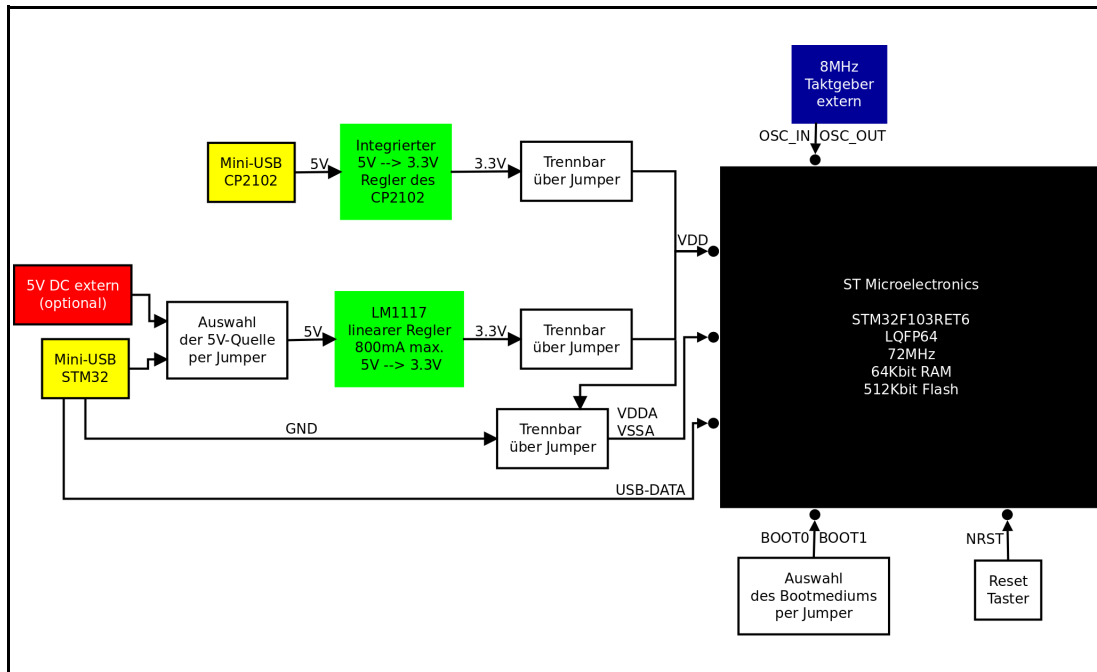 8MHz
Taktgeber
extern
OSC_IN OSC_OUT
Mini-USB
CP2102
5V
Integrierter
5V --> 3.3V
Regler des
CP2102
3.3V
Trennbar
über Jumper
VDD
5V DC extern
(optional)
Mini-USB
STM32
Auswahl
der 5V-Quelle
per Jumper
5V
LM1117
linearer Regler
800mA max.
5V --> 3.3V
3.3V
Trennbar
über Jumper
GND
Trennbar
über Jumper
VDDA
VSSA
USB-DATA
ST Microelectronics
STM32F103RET6
LQFP64
72MHz
64Kbit RAM
512Kbit Flash
BOOT0 BOOT1
Auswahl
des Bootmediums
per Jumper
NRST
Reset
Taster